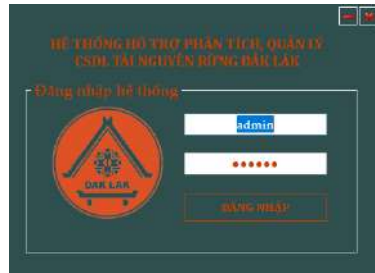 HỆ THỐNG HỖ TRỢ PHÂN TÍCH, QUẢN LÝ
CSDL TÀI NGUYÊN RỪNG ĐẮK LẮK
Đăng nhập hệ thống
admin
ĐẮK LẮK
ĐĂNG NHẬP